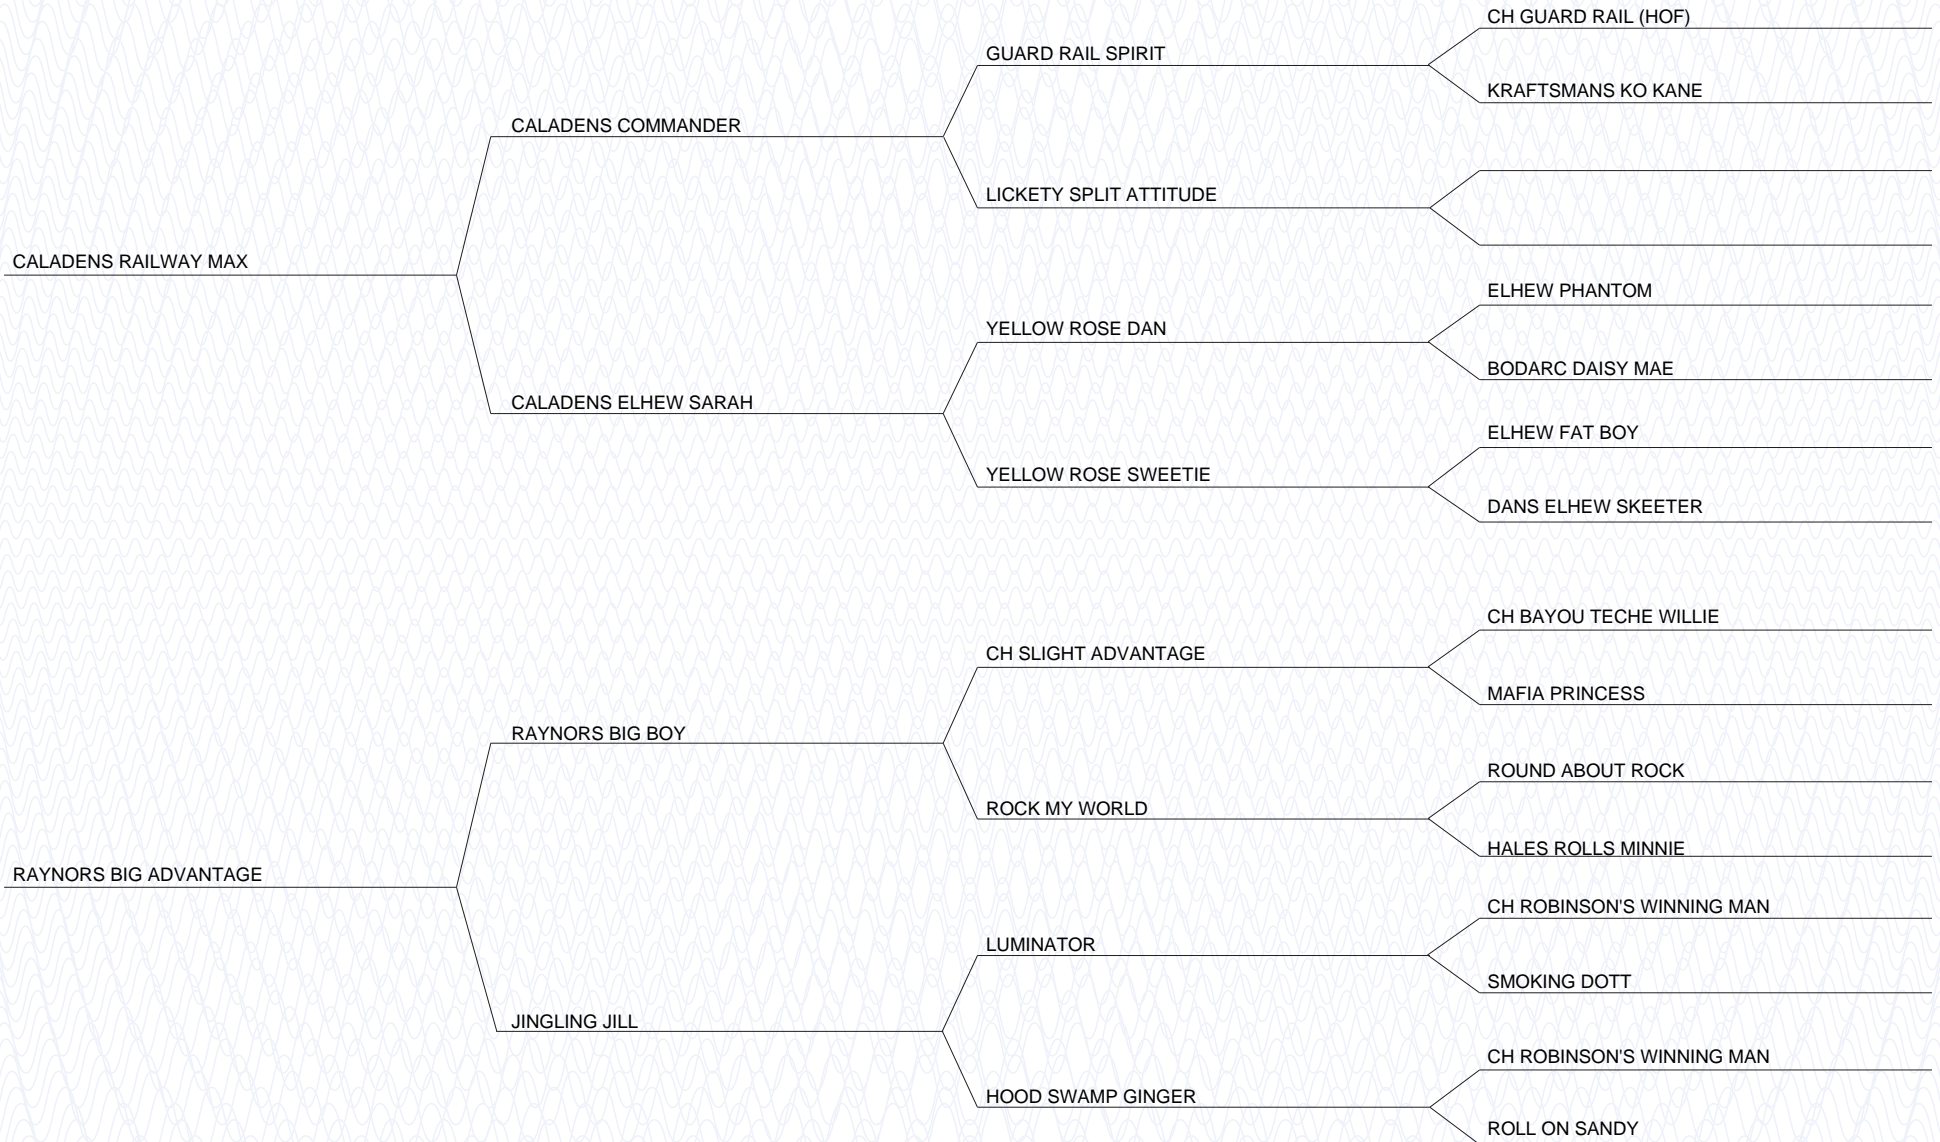 CH GUARD RAIL (HOF)
GUARD RAIL SPIRIT
KRAFTSMANS KO KANE
CALADENS COMMANDER
LICKETY SPLIT ATTITUDE
CALADENS RAILWAY MAX
ELHEW PHANTOM
YELLOW ROSE DAN
BODARC DAISY MAE
CALADENS ELHEW SARAH
ELHEW FAT BOY
YELLOW ROSE SWEETIE
DANS ELHEW SKEETER
CH BAYOU TECHE WILLIE
CH SLIGHT ADVANTAGE
MAFIA PRINCESS
RAYNORS BIG BOY
ROUND ABOUT ROCK
ROCK MY WORLD
HALES ROLLS MINNIE
RAYNORS BIG ADVANTAGE
CH ROBINSON'S WINNING MAN
LUMINATOR
SMOKING DOTT
JINGLING JILL
CH ROBINSON'S WINNING MAN
HOOD SWAMP GINGER
ROLL ON SANDY